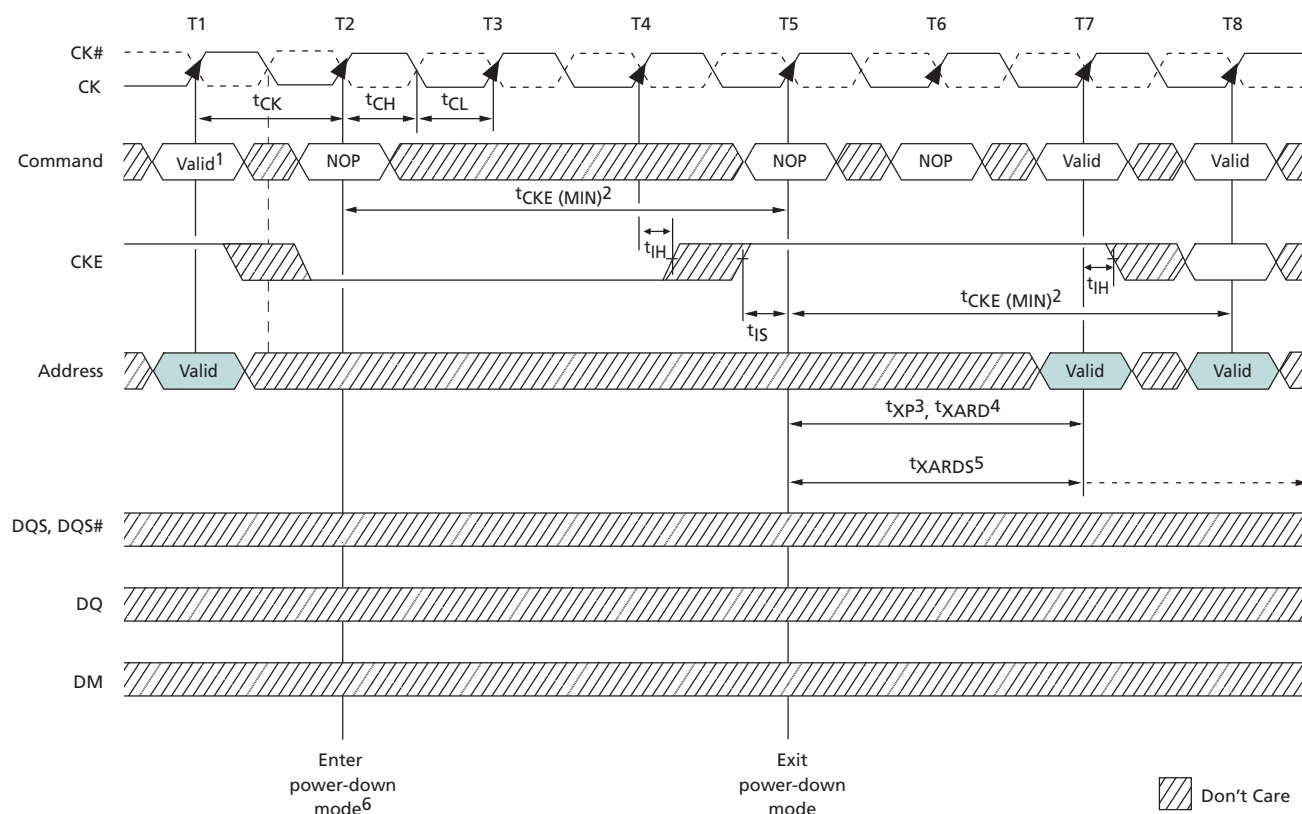 T1 T2 T3 T4 T5 T6 T7 T8
CK#
CK
tCK tCH tCL
Command Valid1 NOP NOP NOP Valid Valid
tCKE (MIN)2
tIH
CKE
tIH
tCKE (MIN)2
tIS
Address Valid Valid Valid
tXP3, tXARD4
tXARDS5
DQS, DQS#
DQ
DM
Enter Exit
power-down power-down
mode6 mode
Don't Care